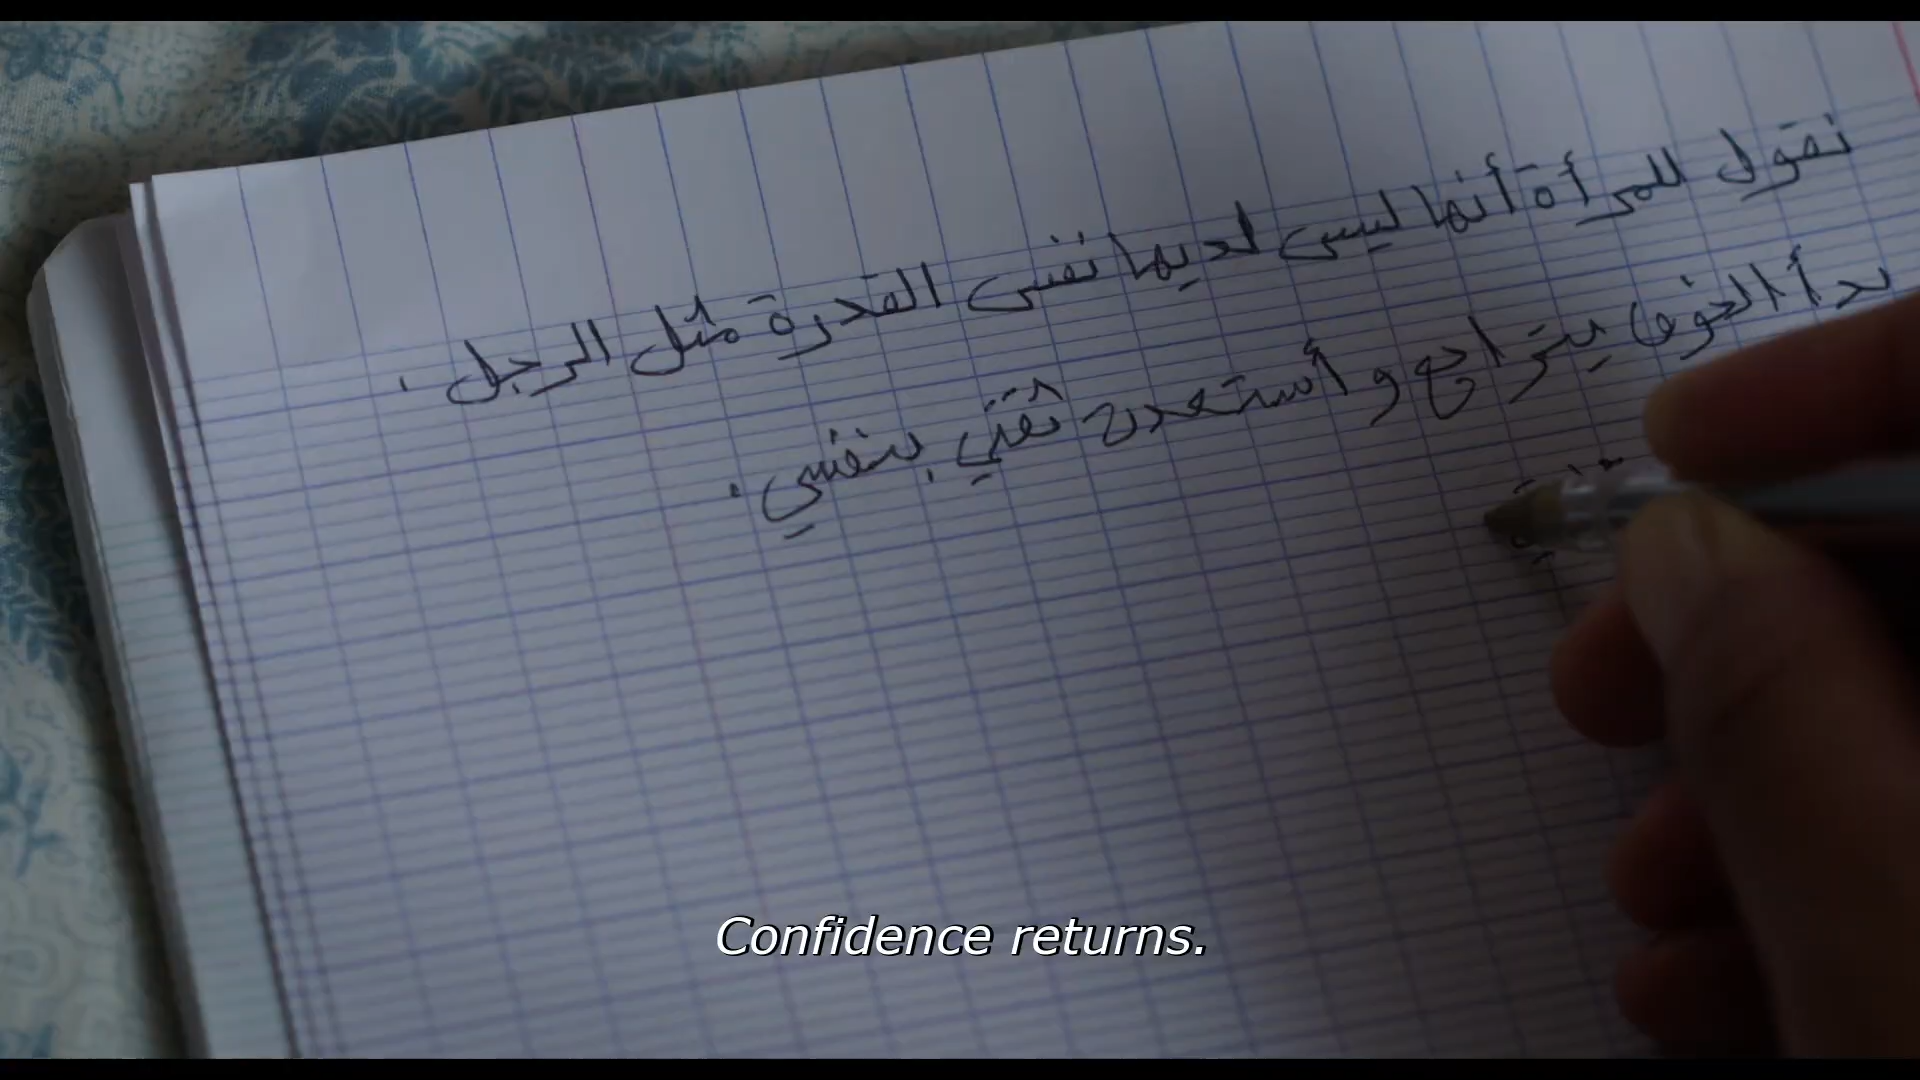 نقول للمرأة أنها ليس لديها نفس القدرة مثل الرجل .
بدأ الخوف يتراجع و أستعدت ثقتي بنفسي .
Confidence returns.